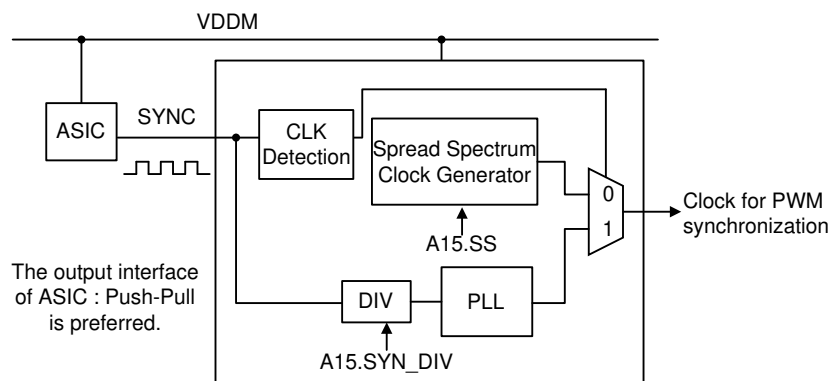 VDDM
ASIC
SYNC
CLK
Detection
Spread Spectrum
Clock Generator
A15.SS
0
1
Clock for PWM
synchronization
The output interface
of ASIC : Push-Pull
is preferred.
DIV
PLL
A15.SYN_DIV